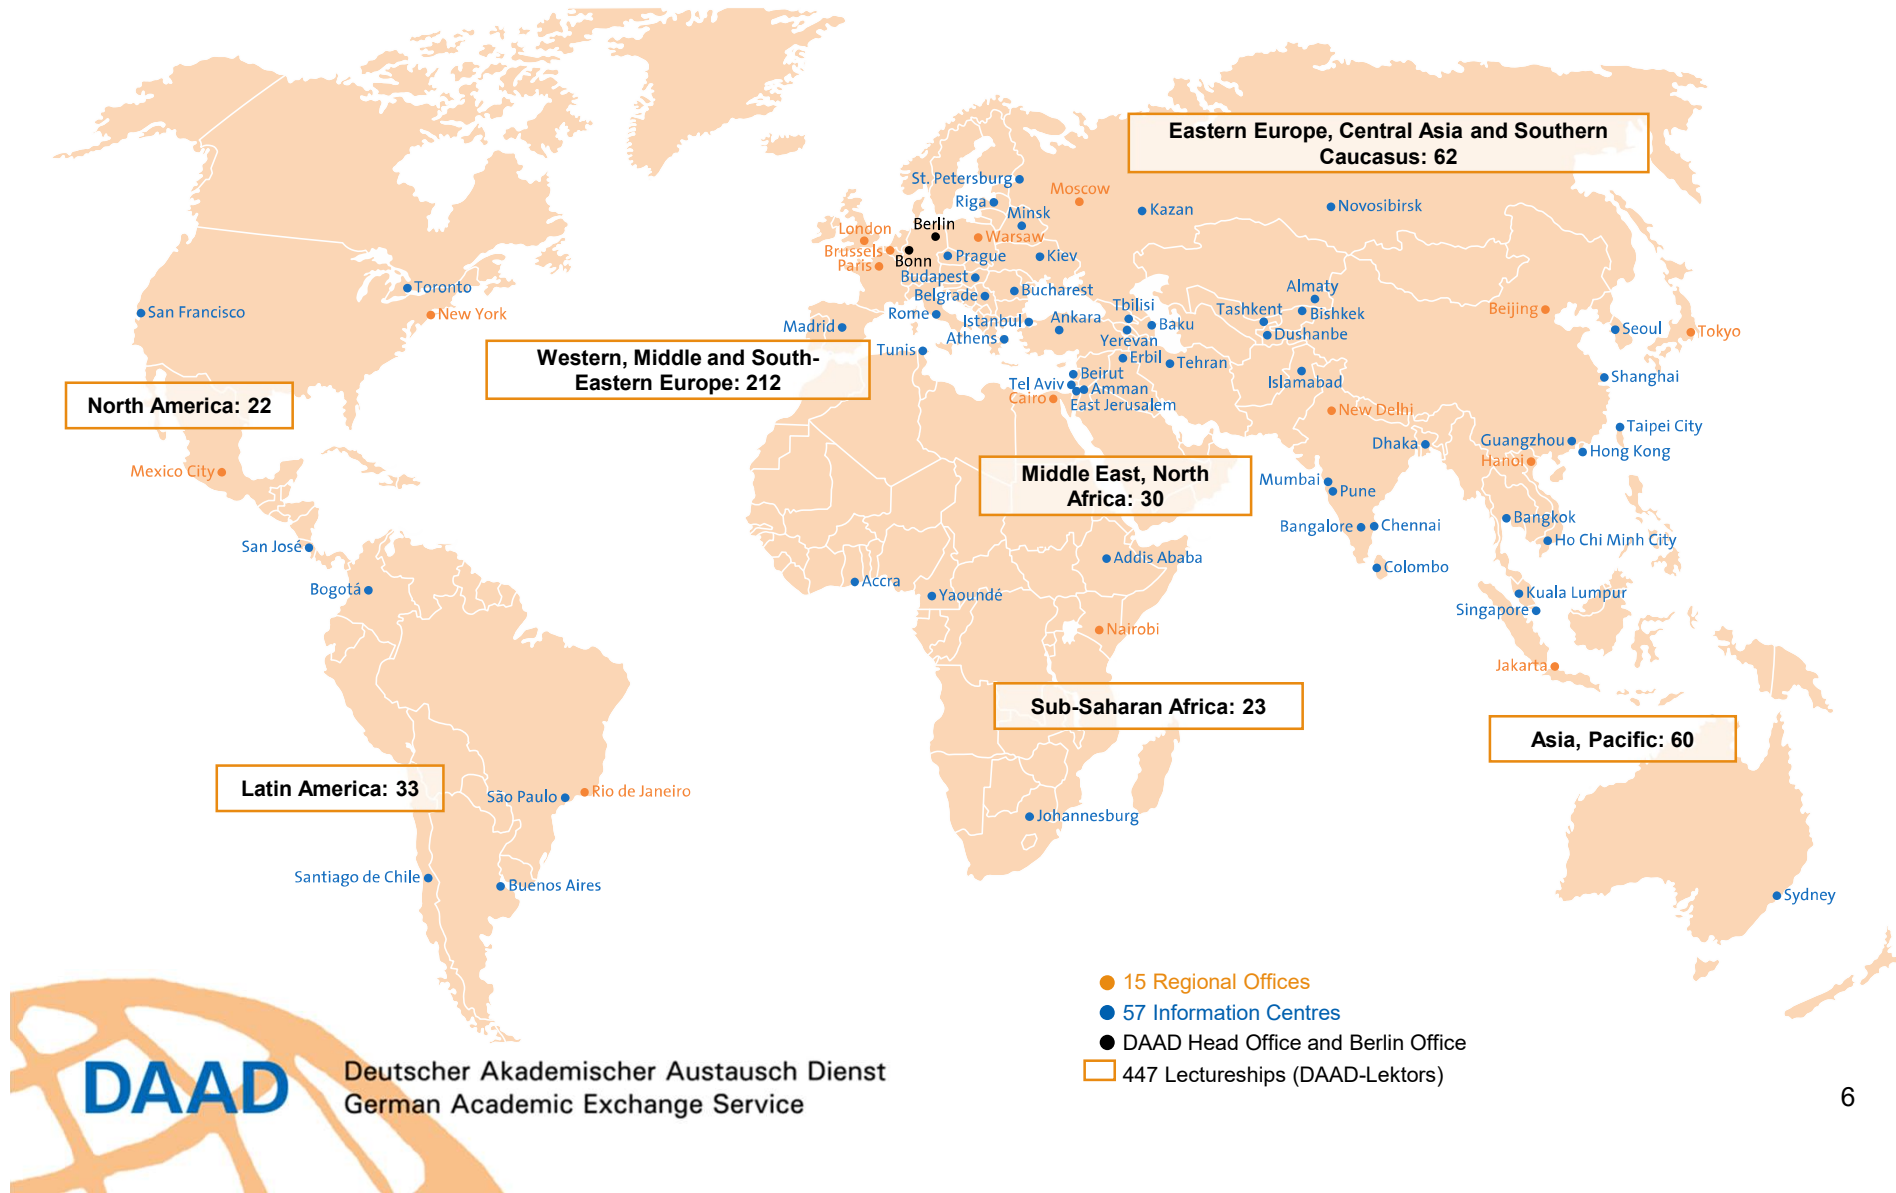 Eastern Europe, Central Asia and Southern
Caucasus: 62
St. Petersburg
Moscow
Riga
Kazan
Novosibirsk
Minsk
Berlin
London
Warsaw
Brussels
Bonn
Prague
Kiev
Paris
Budapest
Toronto
Almaty
Belgrade
Bucharest
San Francisco
New York
Rome
Istanbul
Ankara
Tbilisi
Tashkent
Bishkek
Beijing
Madrid
Athens
Yerevan
Baku
Dushanbe
Seoul
Tokyo
Tunis
Erbil
Tehran
Western, Middle and South-
Eastern Europe: 212
Beirut
Tel Aviv
Amman
Islamabad
Shanghai
Cairo
East Jerusalem
North America: 22
New Delhi
Taipei City
Dhaka
Guangzhou
Hong Kong
Hanoi
Mexico City
Middle East, North
Africa: 30
Mumbai
Pune
Bangalore
Chennai
Bangkok
Ho Chi Minh City
San José
Addis Ababa
Colombo
Bogotá
Accra
Yaoundé
Kuala Lumpur
Singapore
Nairobi
Jakarta
Sub-Saharan Africa: 23
Asia, Pacific: 60
Latin America: 33
São Paulo
Rio de Janeiro
Johannesburg
Santiago de Chile
Buenos Aires
Sydney
15 Regional Offices
57 Information Centres
DAAD Head Office and Berlin Office
447 Lectureships (DAAD-Lektors)
DAAD
Deutscher Akademischer Austausch Dienst
German Academic Exchange Service
6